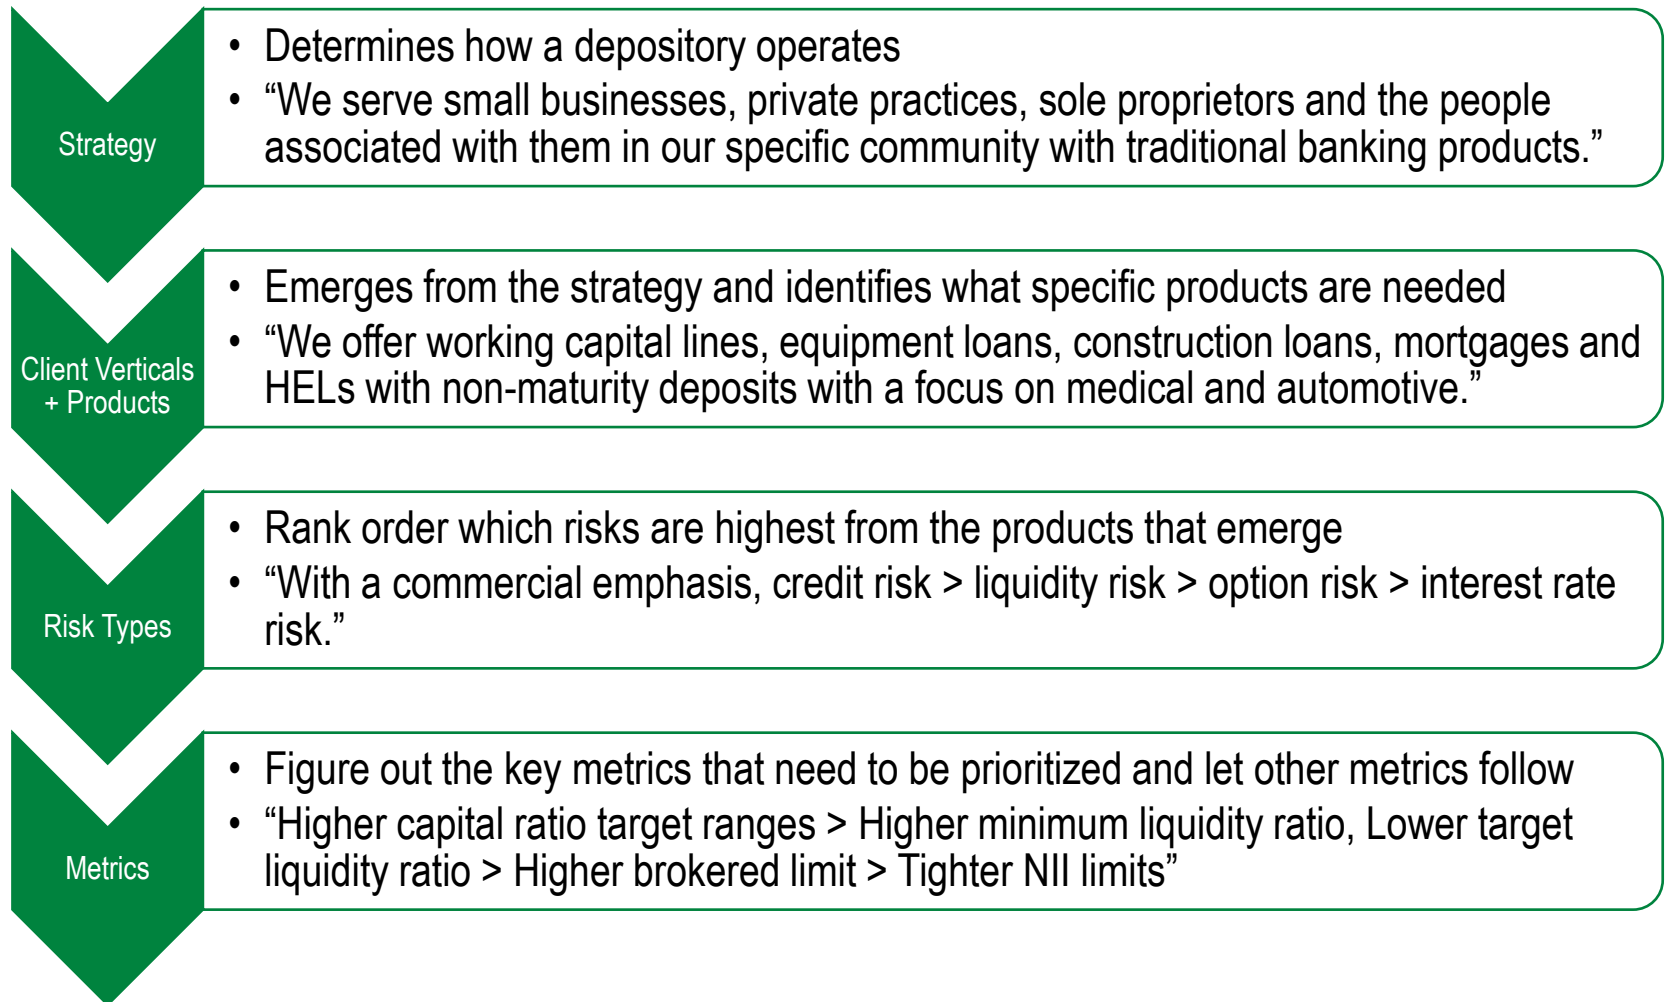 Strategy
• Determines how a depository operates
• “We serve small businesses, private practices, sole proprietors and the people
associated with them in our specific community with traditional banking products.”
Client Verticals
+ Products
• Emerges from the strategy and identifies what specific products are needed
• “We offer working capital lines, equipment loans, construction loans, mortgages and
HELs with non-maturity deposits with a focus on medical and automotive.”
Risk Types
• Rank order which risks are highest from the products that emerge
• “With a commercial emphasis, credit risk > liquidity risk > option risk > interest rate
risk.”
Metrics
• Figure out the key metrics that need to be prioritized and let other metrics follow
• “Higher capital ratio target ranges > Higher minimum liquidity ratio, Lower target
liquidity ratio > Higher brokered limit > Tighter NII limits”